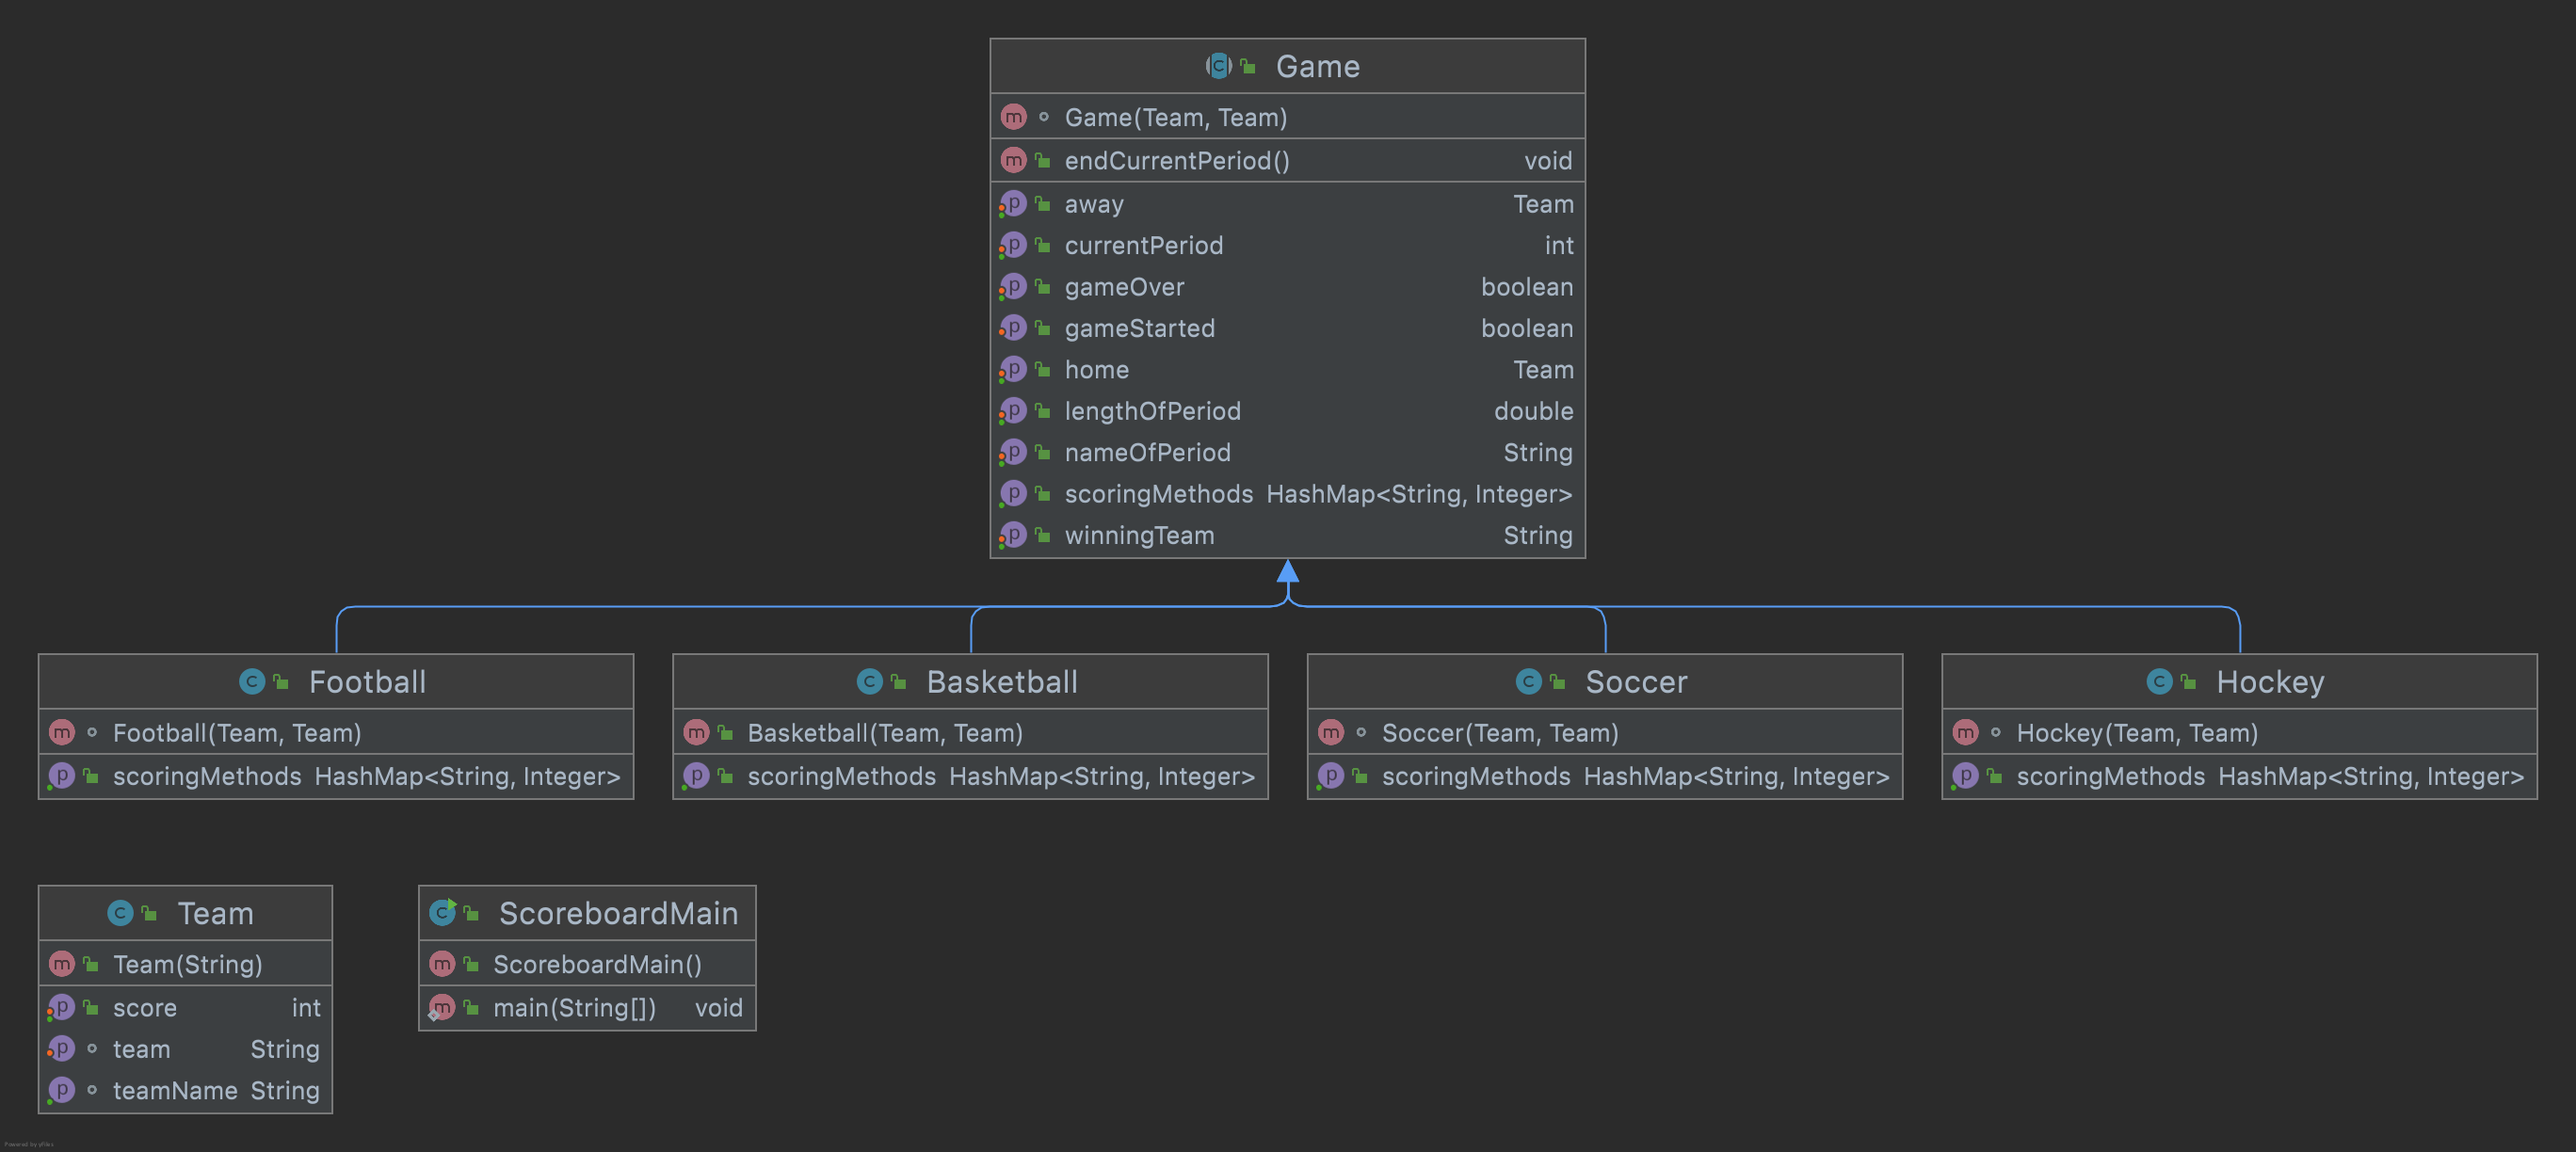 Game
Game(Team, Team)
endCurrentPeriod() void
away Team
currentPeriod int
gameOver boolean
gameStarted boolean
home Team
lengthOfPeriod double
nameOfPeriod String
scoringMethods HashMap<String, Integer>
winningTeam String
Football
Football(Team, Team)
scoringMethods HashMap<String, Integer>
Basketball
Basketball(Team, Team)
scoringMethods HashMap<String, Integer>
Soccer
Soccer(Team, Team)
scoringMethods HashMap<String, Integer>
Hockey
Hockey(Team, Team)
scoringMethods HashMap<String, Integer>
Team
Team(String)
score int
team String
teamName String
ScoreboardMain
ScoreboardMain()
main(String[]) void
Powered by yFiles